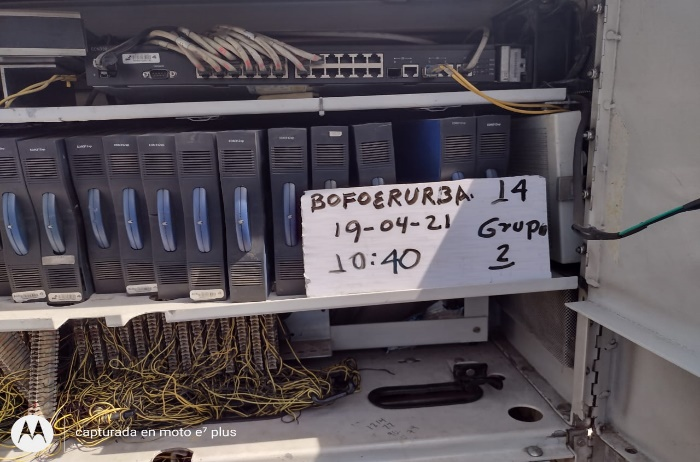 BOFOERURBA. 14
19-04-21 Grupo
10:40 2
capturada en moto e⁷ plus